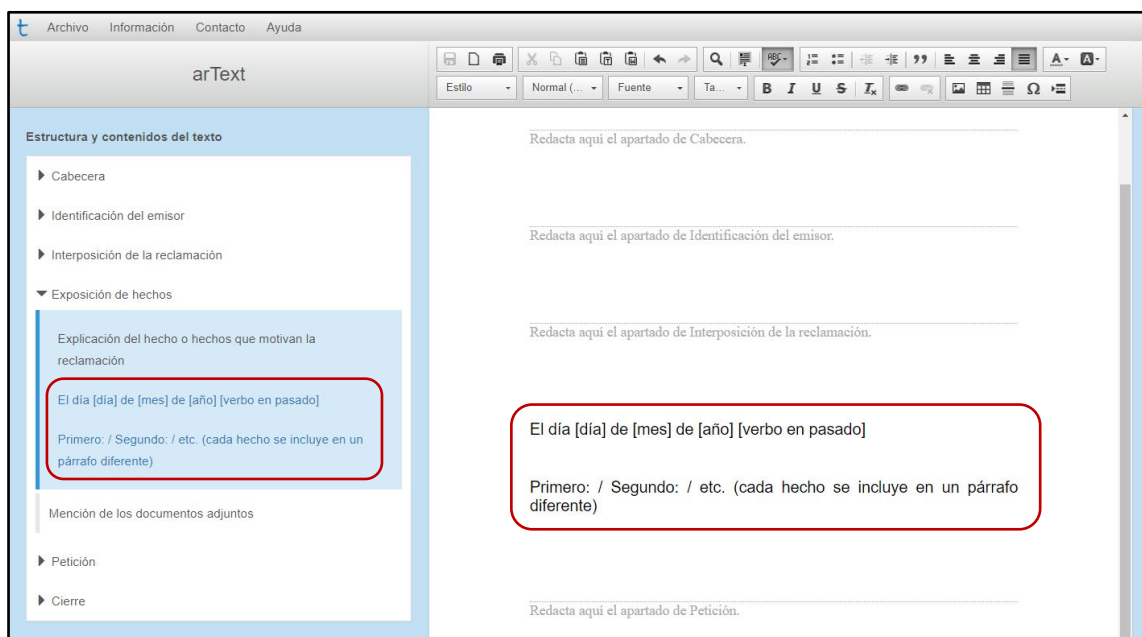 t Archivo Información Contacto Ayuda
arText
ABC
Estilo Normal (... Fuente Ta... B I U S Ix Ω
A A
Estructura y contenidos del texto
Cabecera
Identificación del emisor
Interposición de la reclamación
Exposición de hechos
Explicación del hecho o hechos que motivan la
reclamación
El día [día] de [mes] de [año] [verbo en pasado]
Primero: / Segundo: / etc. (cada hecho se incluye en un
párrafo diferente)
Mención de los documentos adjuntos
Petición
Cierre
Redacta aquí el apartado de Cabecera.
Redacta aquí el apartado de Identificación del emisor.
Redacta aquí el apartado de Interposición de la reclamación.
El día [día] de [mes] de [año] [verbo en pasado]
Primero: / Segundo: / etc. (cada hecho se incluye en un párrafo
diferente)
Redacta aquí el apartado de Petición.